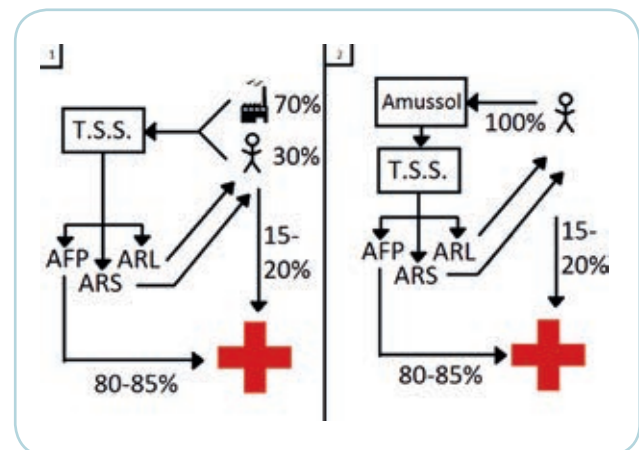 1
70%
T.S.S.
30%
AFP ARL
ARS
15-
20%
80-85%
2
Amussol
100%
T.S.S.
AFP ARL
ARS
15-
20%
80-85%